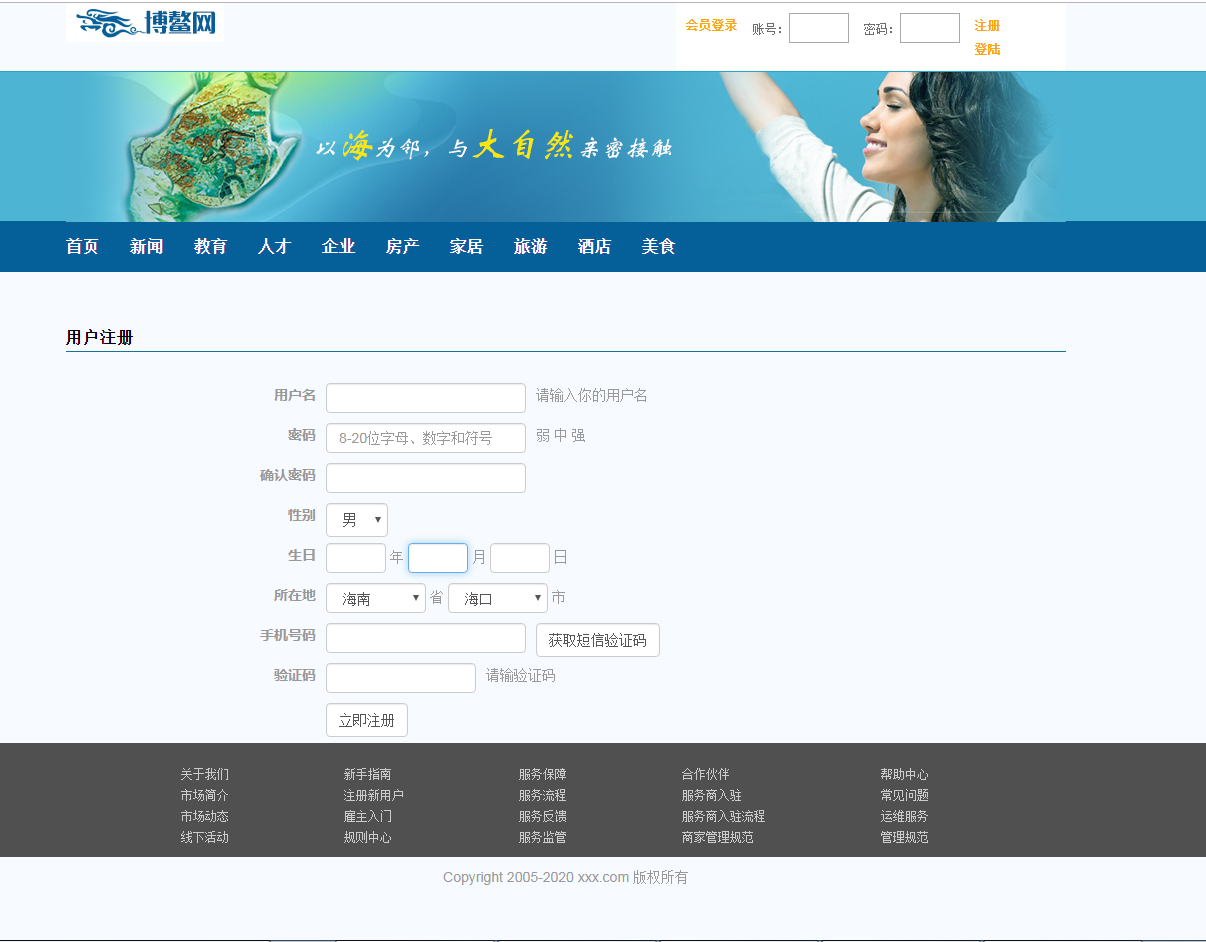 博鳌网
会员登录 账号： 密码： 注册
登陆
以海为邻，与大自然亲密接触
首页 新闻 教育 人才 企业 房产 家居 旅游 酒店 美食
用户注册
用户名 请输入你的用户名
密码 8-20位字母、数字和符号 弱 中 强
确认密码
性别 男
生日 年 月 日
所在地 海南 省 海口 市
手机号码 获取短信验证码
验证码 请输验证码
立即注册
关于我们 新手指南 服务保障 合作伙伴 帮助中心
市场简介 注册新用户 服务流程 服务商入驻 常见问题
市场动态 雇主入门 服务反馈 服务商入驻流程 运维服务
线下活动 规则中心 服务监管 商家管理规范 管理规范
Copyright 2005-2020 xxx.com 版权所有